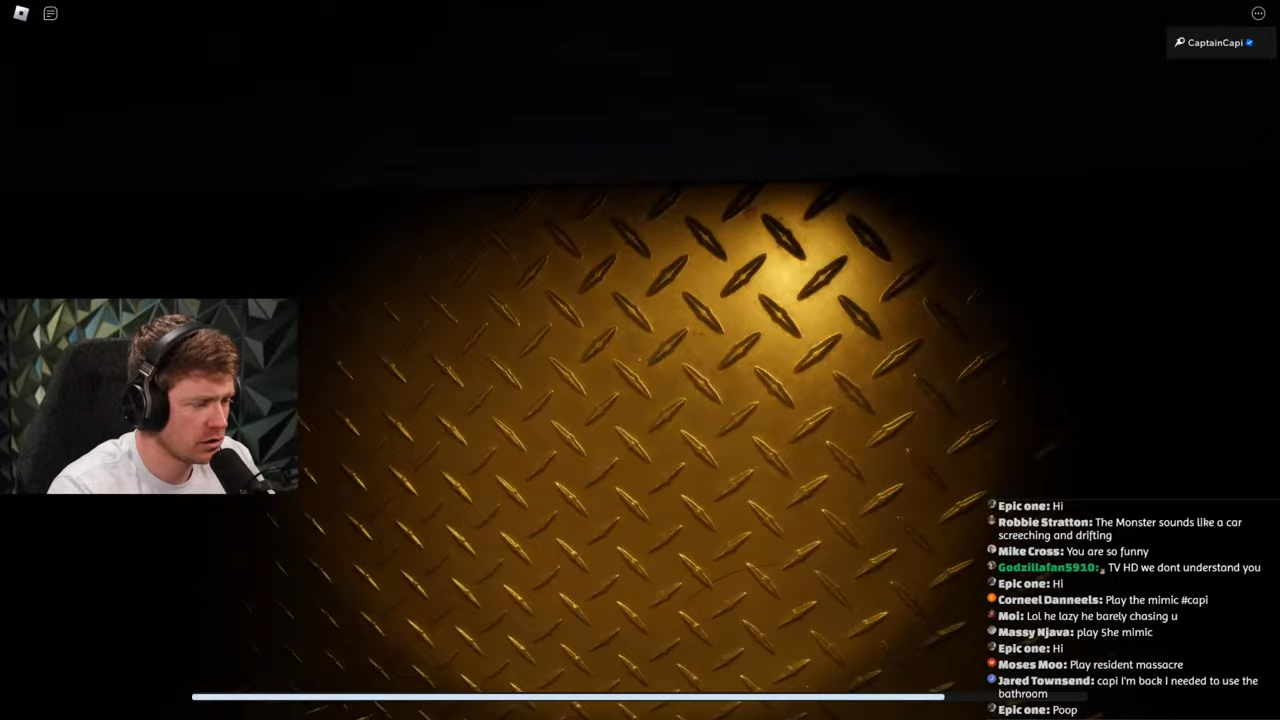 CaptainCapi
Epic one: Hi
Robbie Stratton: The Monster sounds like a car
screeching and drifting
Mike Cross: You are so funny
Godzillafan5910: TV HD we dont understand you
Epic one: Hi
Corneel Danneels: Play the mimic #capi
Moi: Lol he lazy he barely chasing u
Massy Njava: play 5he mimic
Epic one: Hi
Moses Moo: Play resident massacre
Jared Townsend: capi I'm back I needed to use the
bathroom
Epic one: Poop